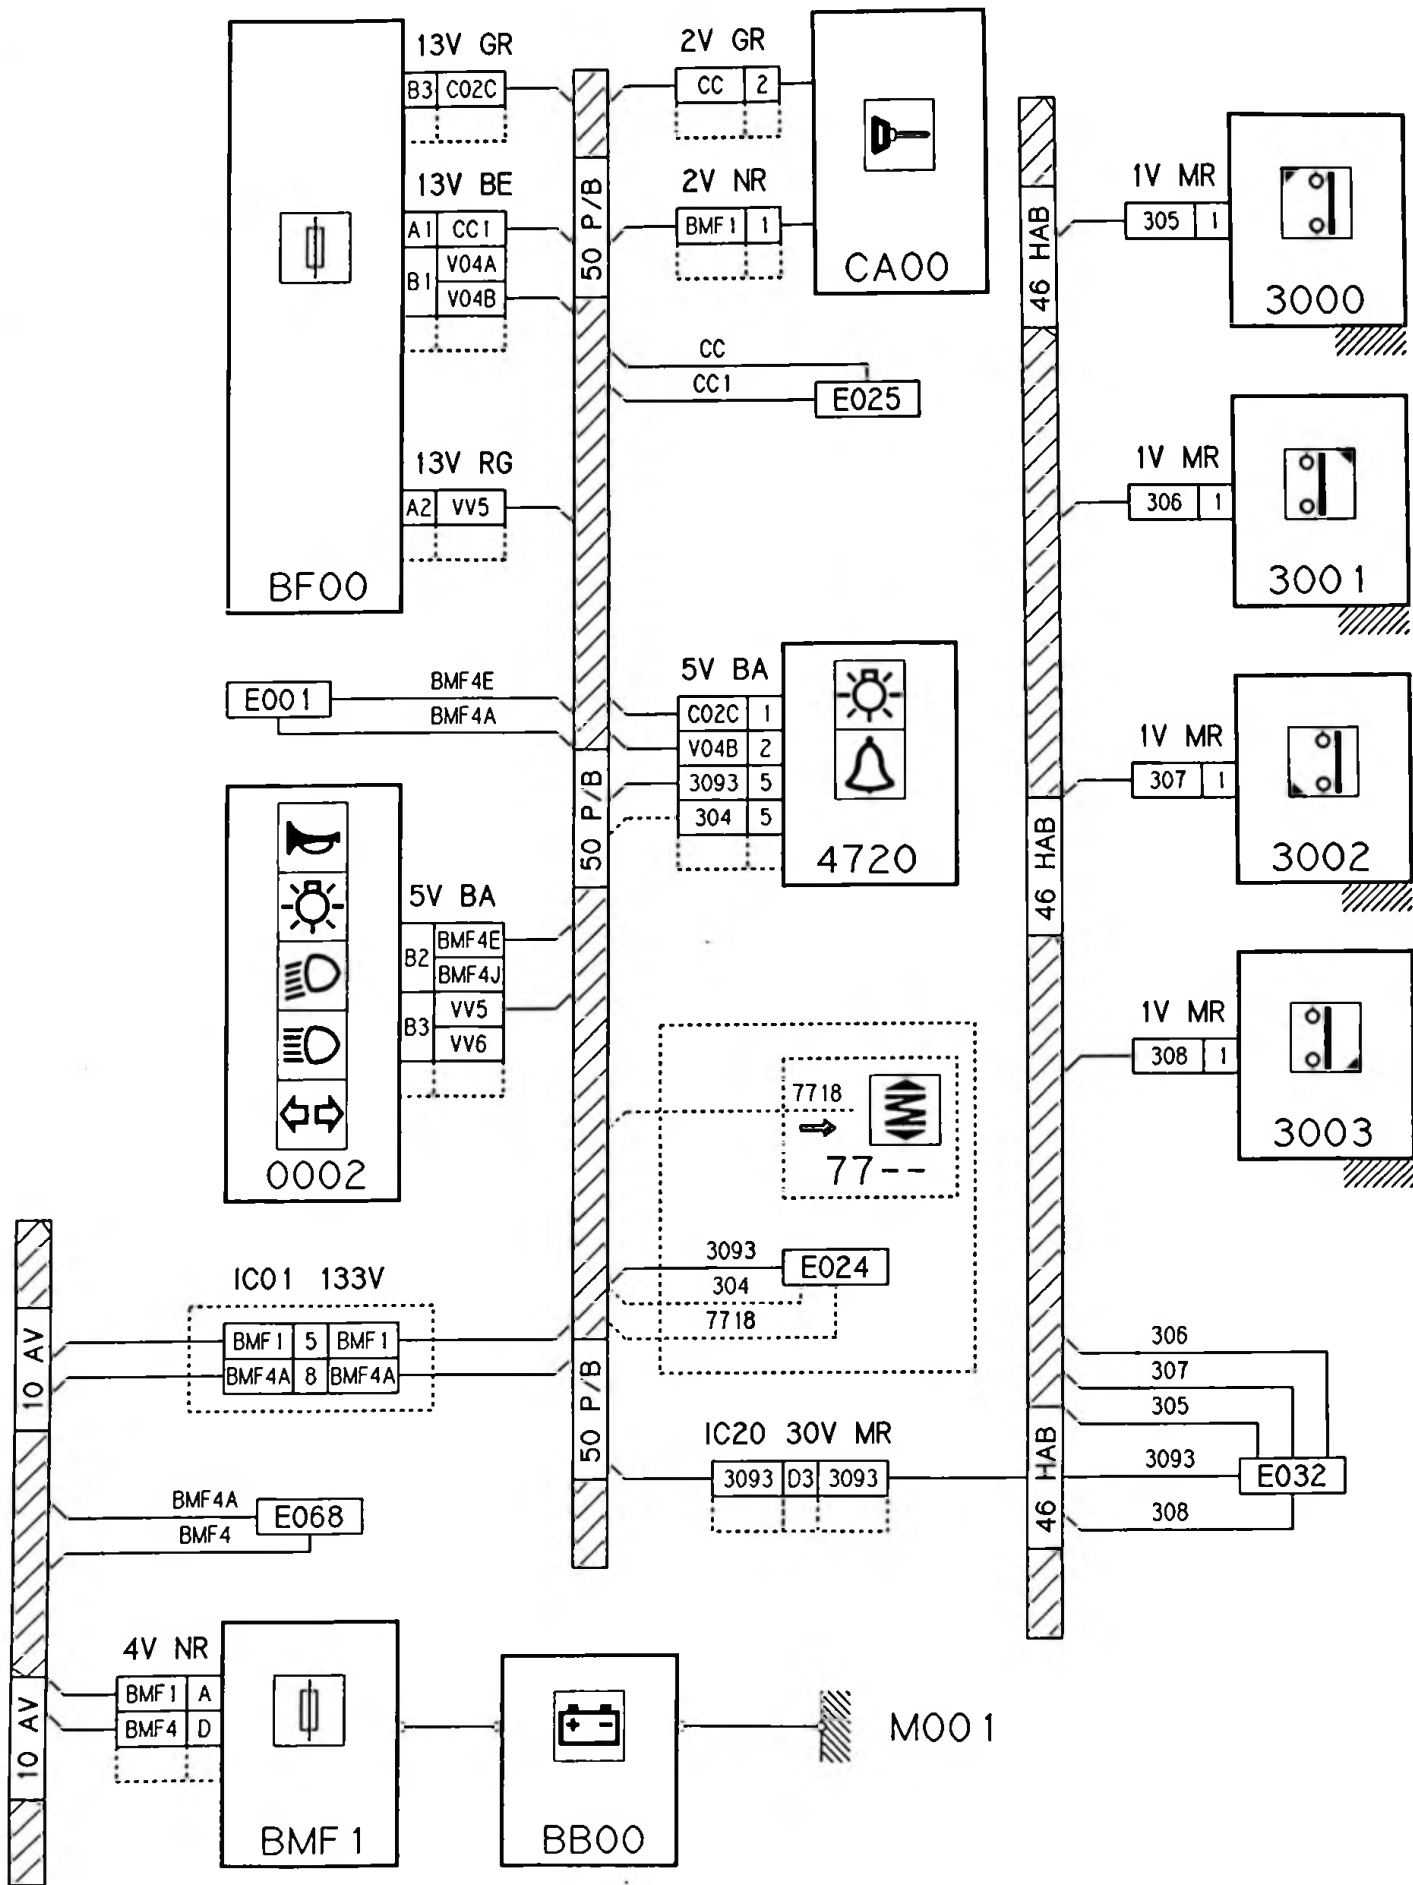 13V GR
B3 C02C
13V BE
A1 CC1
B1 V04A
V04B
13V RG
A2 VV5
BF00
50 P/B
2V GR
CC 2
2V NR
BMF1 1
CA00
CC
CC1
E025
46 HAB
1V MR
305 1
3000
1V MR
306 1
3001
1V MR
307 1
3002
1V MR
308 1
3003
E001
BMF4E
BMF4A
50 P/B
5V BA
C02C 1
V04B 2
3093 5
304 5
4720
46 HAB
5V BA
B2 BMF4E
BMF4J
B3 VV5
VV6
0002
7718
77--
3093
E024
304
7718
10 AV
IC01 133V
BMF1 5 BMF1
BMF4A 8 BMF4A
50 P/B
IC20 30V MR
3093 D3 3093
46 HAB
306
307
305
3093
E032
308
BMF4A
E068
BMF4
10 AV
4V NR
BMF1 A
BMF4 D
BMF1
+ -
BB00
M001